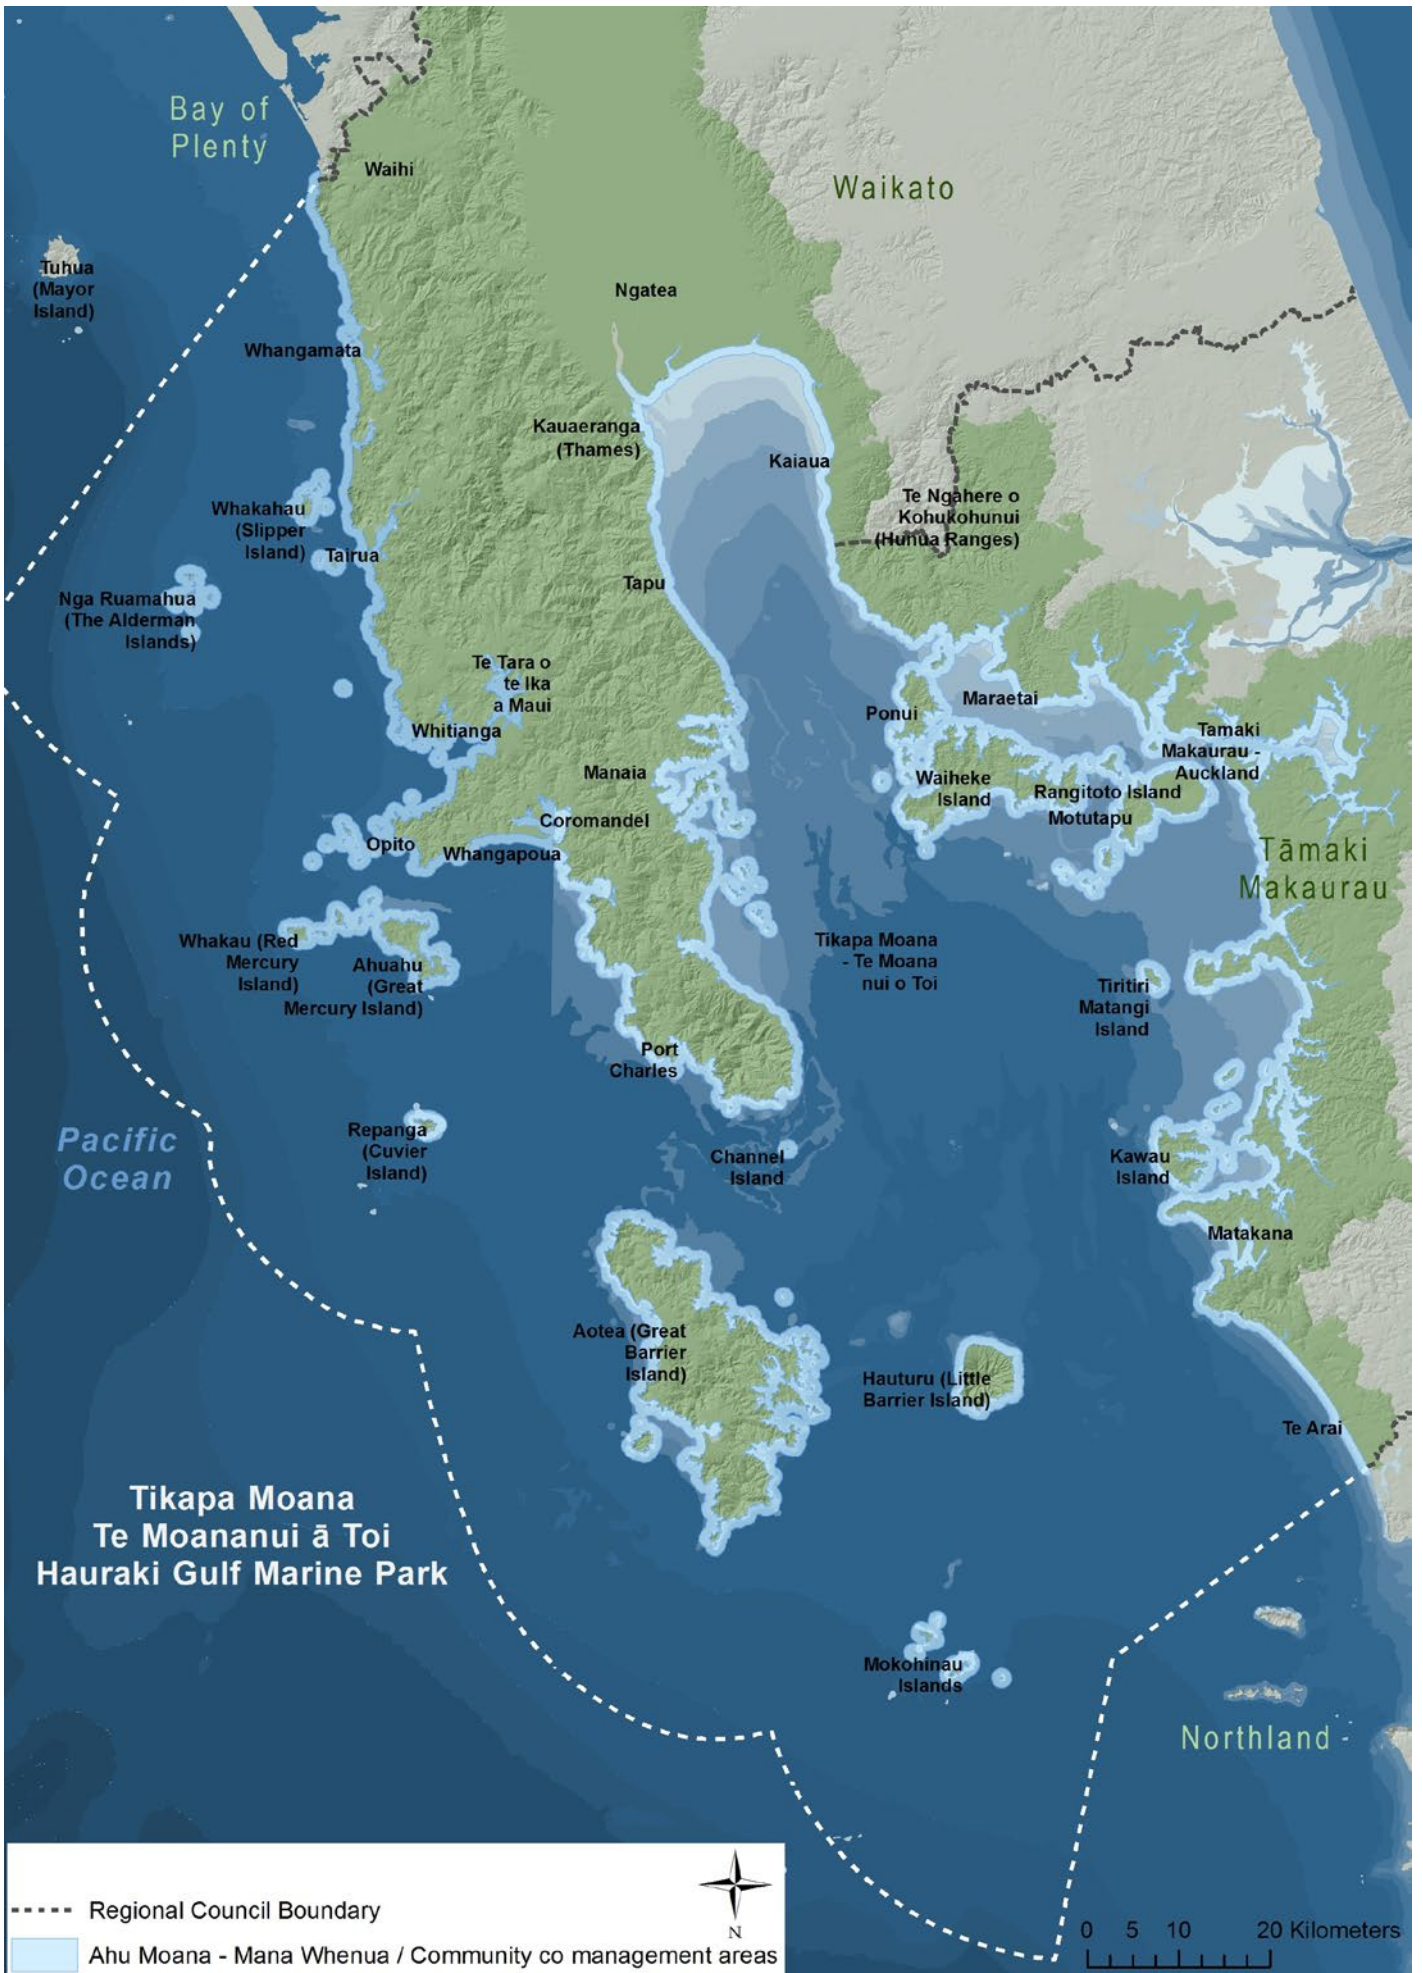 Bay of
Plenty
Waihi
Waikato
Tuhua
(Mayor
Island)
Ngatea
Whangamata
Kauaeranga
(Thames)
Kaiaua
Whakahau
(Slipper
Island)
Te Ngahere o
Kohukohunui
(Hunua Ranges)
Tairua
Tapu
Nga Ruamahua
(The Alderman
Islands)
Te Tara o
te Ika
a Maui
Maraetai
Ponui
Whitianga
Tamaki
Makaurau -
Auckland
Manaia
Waiheke
Island
Rangitoto Island
Motutapu
Coromandel
Opito
Whangapoua
Tāmaki
Makaurau
Whakau (Red
Mercury
Island)
Ahuahu
(Great
Mercury Island)
Tikapa Moana
- Te Moana
nui o Toi
Tiritiri
Matangi
Island
Port
Charles
Pacific
Ocean
Repanga
(Cuvier
Island)
Channel
Island
Kawau
Island
Matakana
Aotea (Great
Barrier
Island)
Hauturu (Little
Barrier Island)
Te Arai
Tikapa Moana
Te Moananui ā Toi
Hauraki Gulf Marine Park
Mokohinau
Islands
Northland
N
Regional Council Boundary
Ahu Moana - Mana Whenua / Community co management areas
0 5 10 20 Kilometers